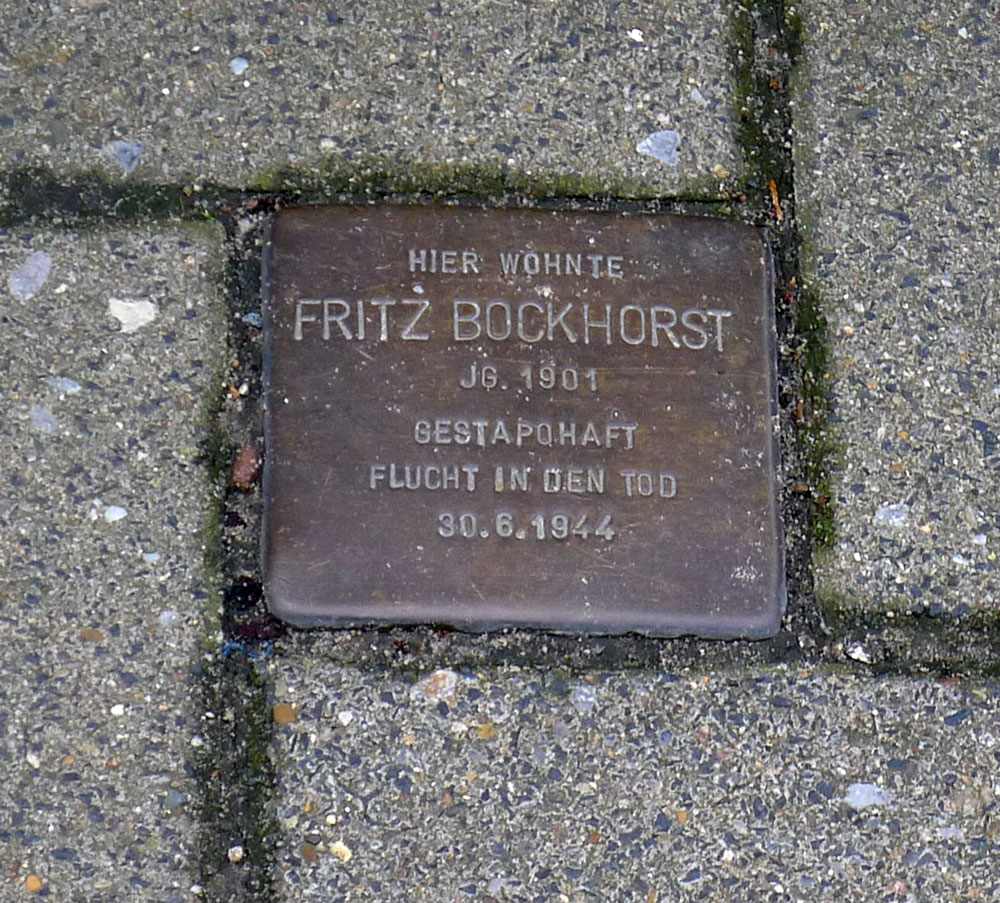 HIER WOHNTE
FRITZ BOCKHORST
JG. 1901
GESTAPOHAFT
FLUCHT IN DEN TOD
30.6.1944